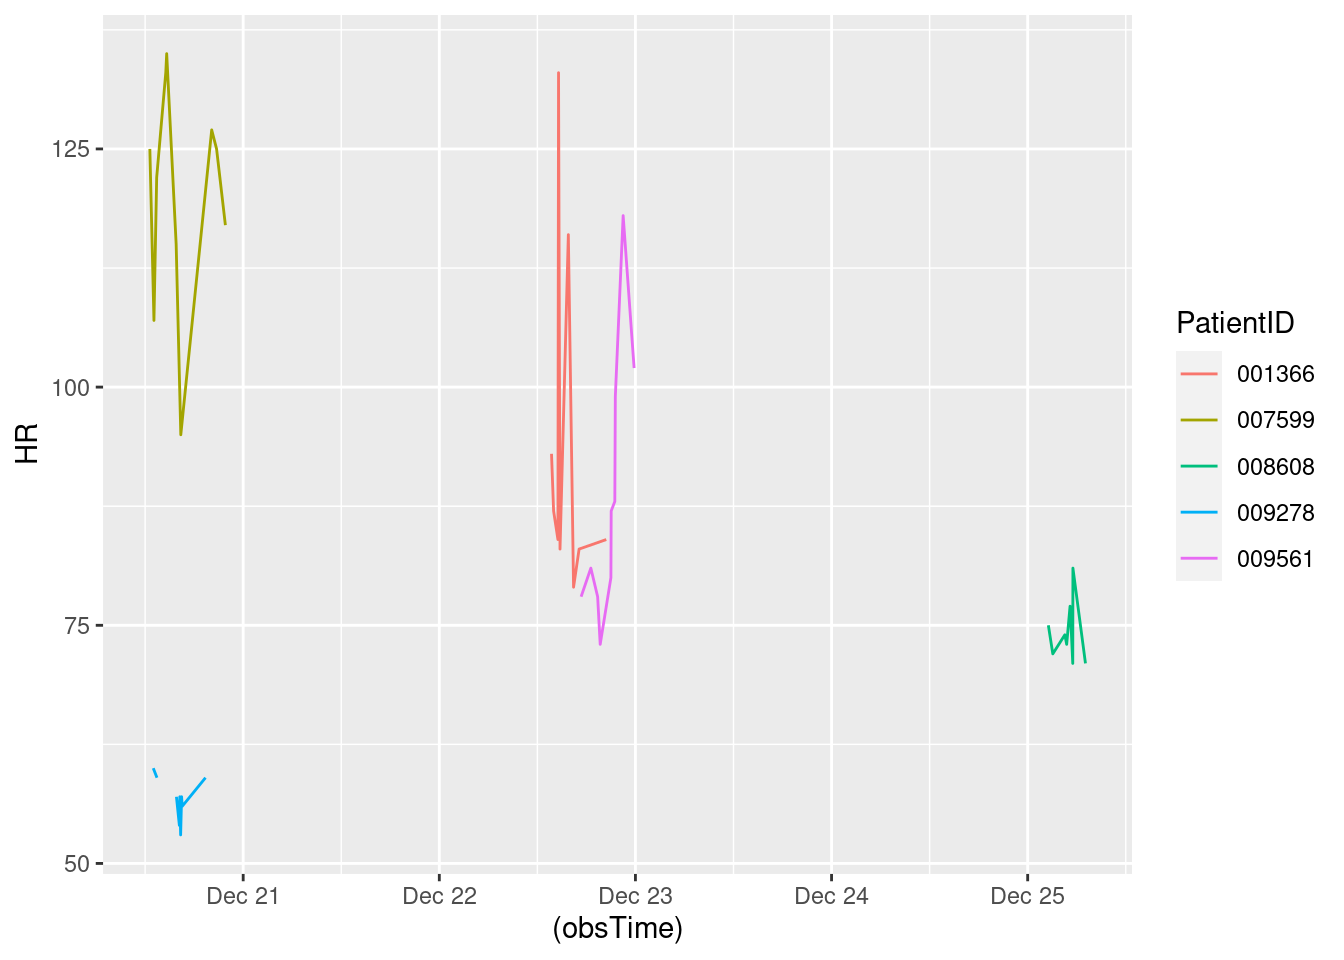 125
100
75
50
HR
Dec 21
Dec 22
Dec 23
Dec 24
Dec 25
(obsTime)
PatientID
001366
007599
008608
009278
009561